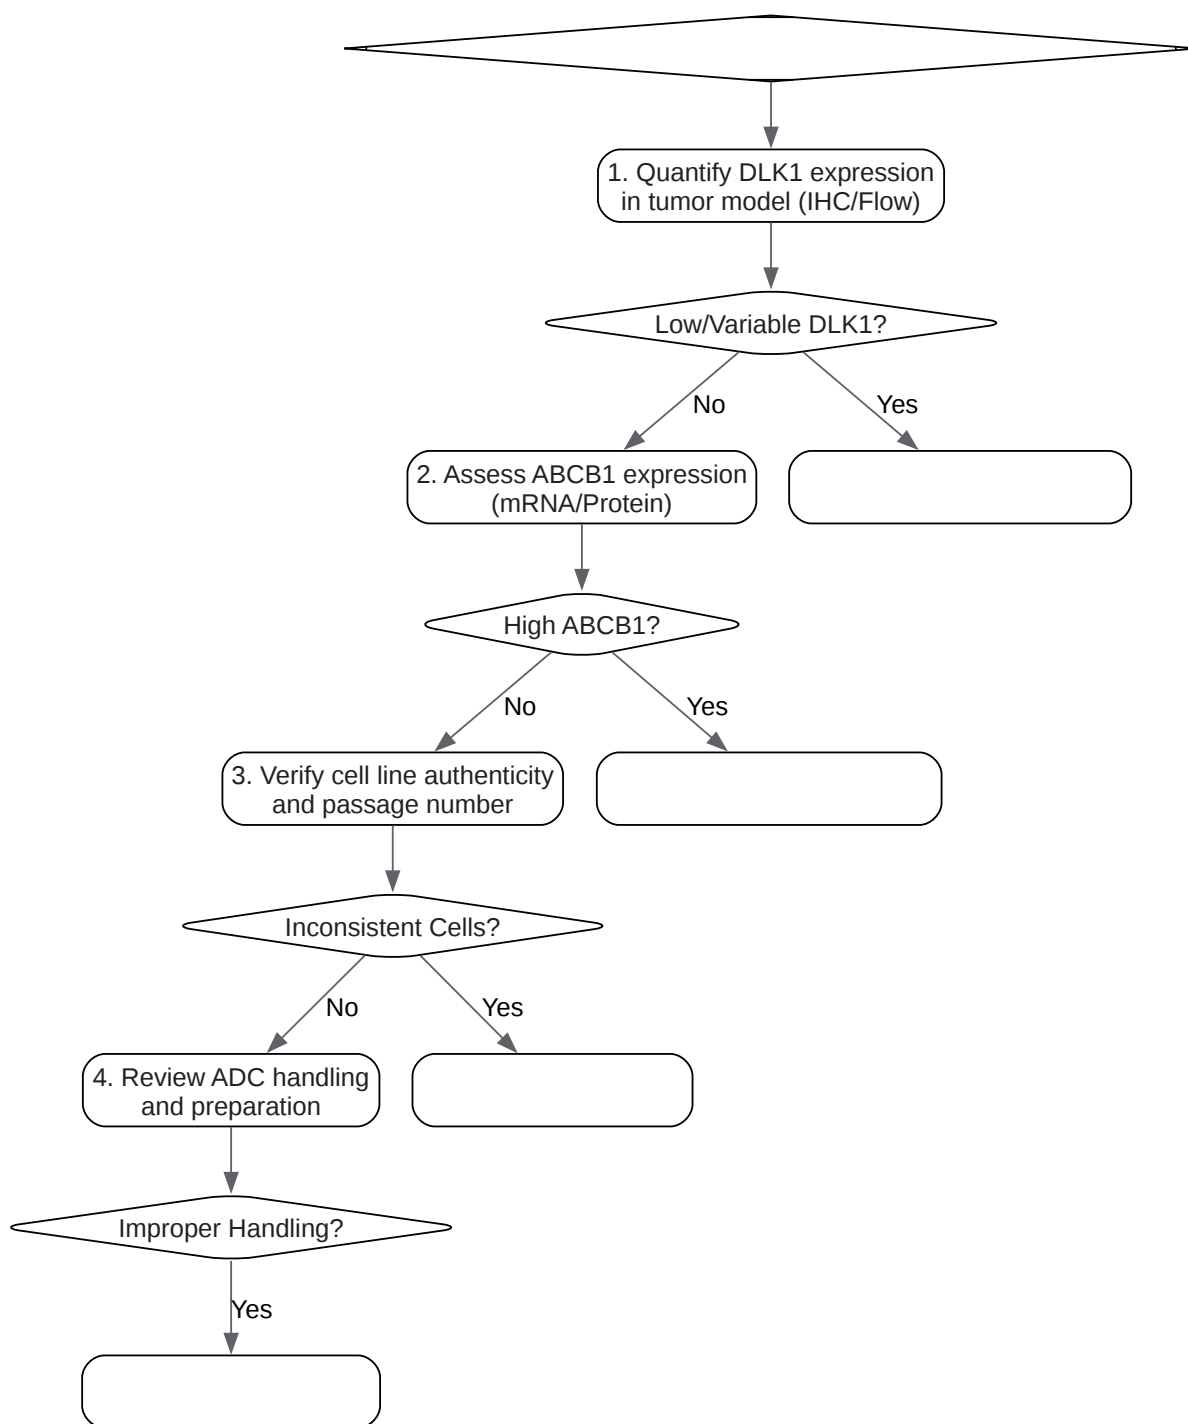 1. Quantify DLK1 expression
in tumor model (IHC/Flow)
Low/Variable DLK1?
No
Yes
2. Assess ABCB1 expression
(mRNA/Protein)
High ABCB1?
No
Yes
3. Verify cell line authenticity
and passage number
Inconsistent Cells?
No
Yes
4. Review ADC handling
and preparation
Improper Handling?
Yes